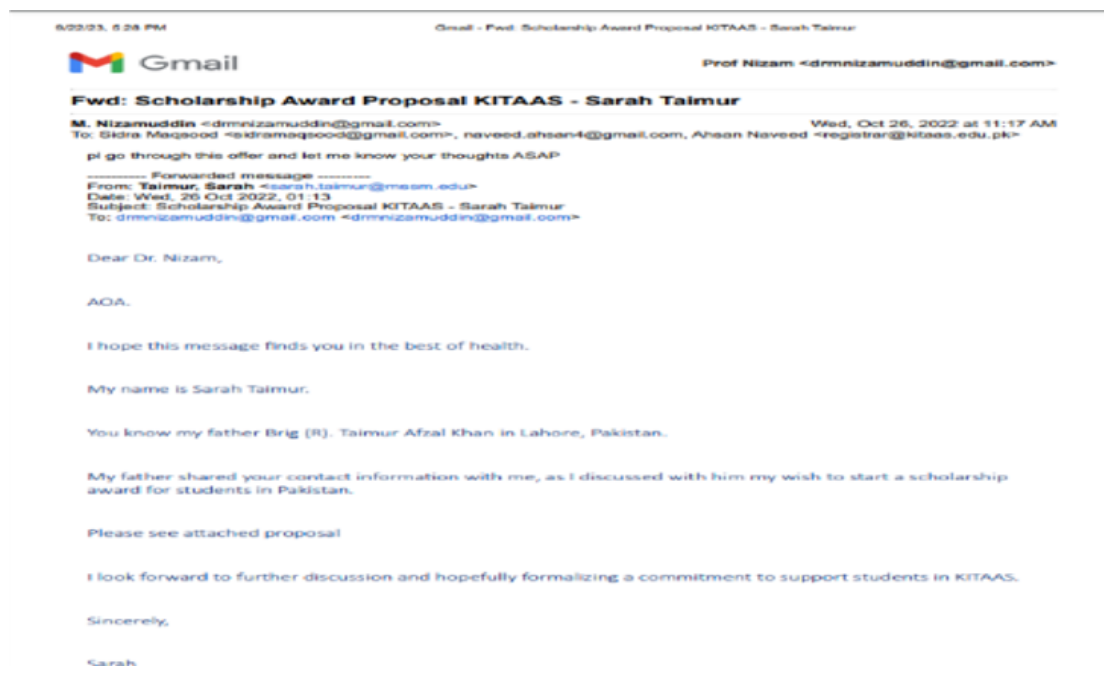 6/22/23, 5:28 PM Gmail - Fwd: Scholarship Award Proposal KITAAS - Sarah Taimur
Gmail Prof Nizam <drmnizamuddin@gmail.com>
Fwd: Scholarship Award Proposal KITAAS - Sarah Taimur
M. Nizamuddin <drmnizamuddin@gmail.com> Wed, Oct 26, 2022 at 11:17 AM
To: Sidra Maqsood <sidramaqsood@gmail.com>, naveed.ahsan4@gmail.com, Ahsan Naveed <registrar@kitaas.edu.pk>
pl go through this offer and let me know your thoughts ASAP
---------- Forwarded message ---------
From: Taimur, Sarah <sarah.taimur@mssm.edu>
Date: Wed, 26 Oct 2022, 01:13
Subject: Scholarship Award Proposal KITAAS - Sarah Taimur
To: drmnizamuddin@gmail.com <drmnizamuddin@gmail.com>
Dear Dr. Nizam,
AOA.
I hope this message finds you in the best of health.
My name is Sarah Taimur.
You know my father Brig (R). Taimur Afzal Khan in Lahore, Pakistan.
My father shared your contact information with me, as I discussed with him my wish to start a scholarship
award for students in Pakistan.
Please see attached proposal
I look forward to further discussion and hopefully formalizing a commitment to support students in KITAAS.
Sincerely,
Sarah